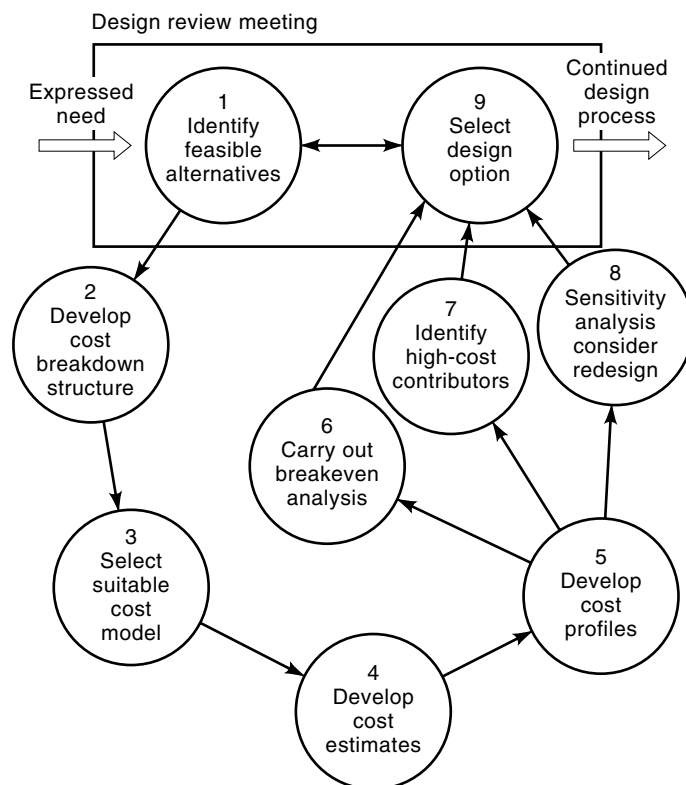 Design review meeting
Expressed
need
Continued
design
process
1
Identify
feasible
alternatives
9
Select
design
option
2
Develop
cost
breakdown
structure
7
Identify
high-cost
contributors
8
Sensitivity
analysis
consider
redesign
6
Carry out
breakeven
analysis
3
Select
suitable
cost
model
5
Develop
cost
profiles
4
Develop
cost
estimates